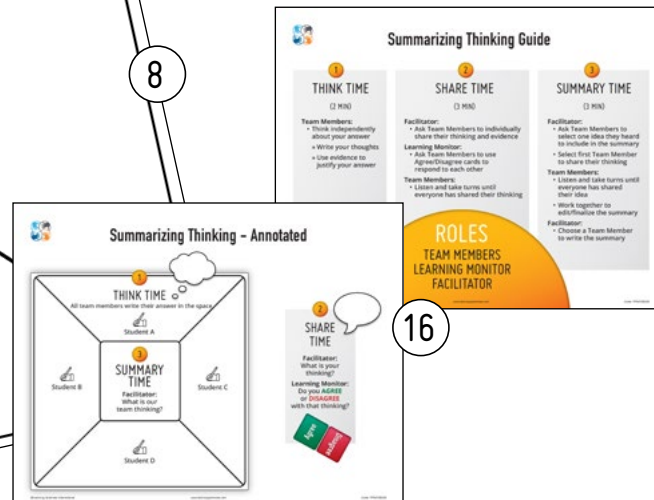 8
Summarizing Thinking Guide
1
THINK TIME
(2 MIN)
Team Members:
• Think independently
about your answer
» Write your thoughts
» Use evidence to
justify your answer
2
SHARE TIME
(3 MIN)
Facilitator:
• Ask Team Members to individually
share their thinking and evidence
Learning Monitor:
• Ask Team Members to use
Agree/Disagree cards to
respond to each other
Team Members:
• Listen and take turns until
everyone has shared their thinking
3
SUMMARY TIME
(3 MIN)
Facilitator:
• Ask Team Members to
select one idea they heard
to include in the summary
• Select first Team Member
to share their thinking
Team Members:
• Listen and take turns until
everyone has shared
their idea
• Work together to
edit/finalize the summary
Facilitator:
• Choose a Team Member
to write the summary
ROLES
TEAM MEMBERS
LEARNING MONITOR
FACILITATOR
16
Summarizing Thinking – Annotated
1
THINK TIME
All team members write their answer in the space
Student A
Student B
3
SUMMARY
TIME
Facilitator:
What is our
team thinking?
Student C
Student D
2
SHARE
TIME
Facilitator:
What is your
thinking?
Learning Monitor:
Do you AGREE
or DISAGREE
with that thinking?
Agree
Disagree